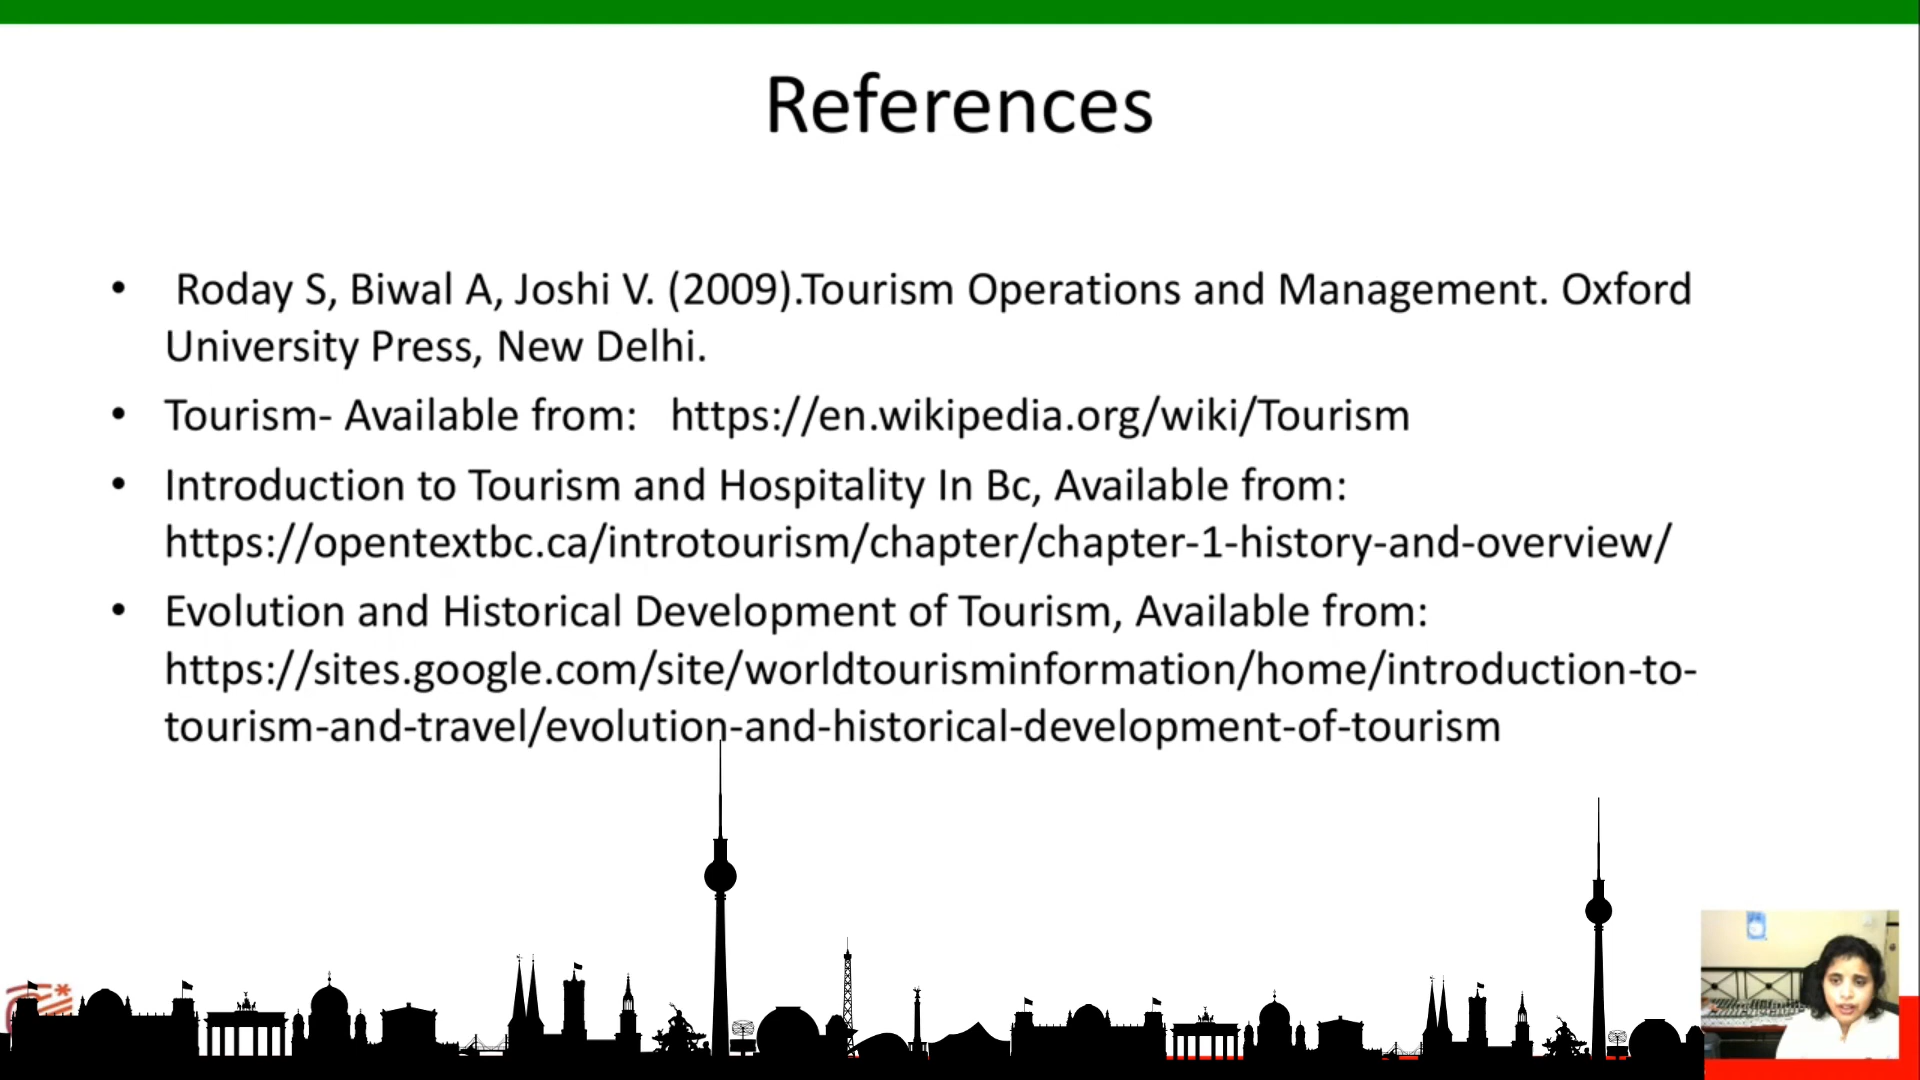 References
• Roday S, Biwal A, Joshi V. (2009).Tourism Operations and Management. Oxford
University Press, New Delhi.
• Tourism- Available from: https://en.wikipedia.org/wiki/Tourism
• Introduction to Tourism and Hospitality In Bc, Available from:
https://opentextbc.ca/introtourism/chapter/chapter-1-history-and-overview/
• Evolution and Historical Development of Tourism, Available from:
https://sites.google.com/site/worldtourisminformation/home/introduction-to-
tourism-and-travel/evolution-and-historical-development-of-tourism